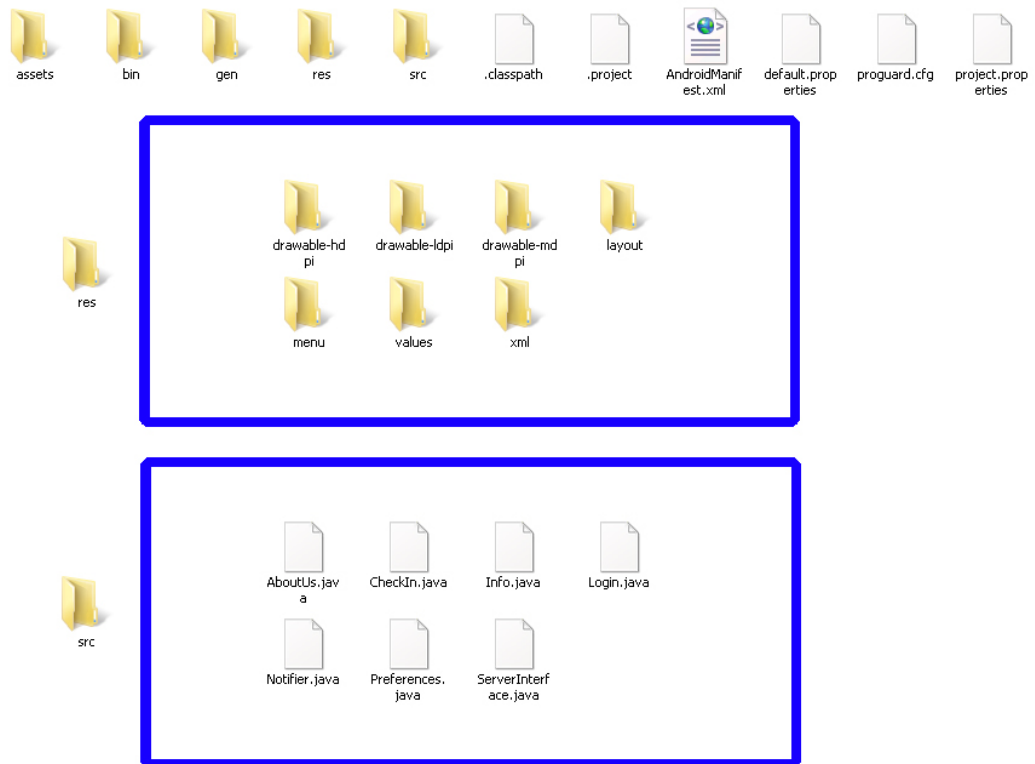 assets bin gen res src .classpath .project AndroidManif default.prop proguard.cfg project.prop
est.xml erties erties
drawable-hd drawable-ldpi drawable-md layout
pi pi
res
menu values xml
AboutUs.jav CheckIn.java Info.java Login.java
a
src
Notifier.java Preferences. ServerInterf
java ace.java